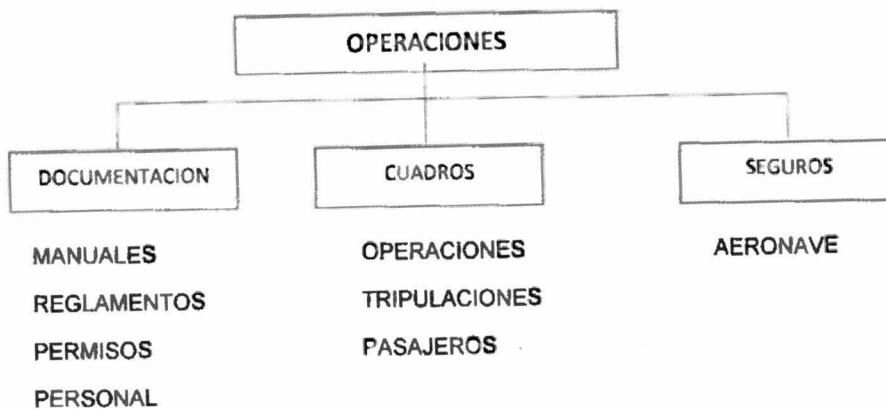 OPERACIONES
DOCUMENTACION
CUADROS
SEGUROS
MANUALES
REGLAMENTOS
PERMISOS
PERSONAL
OPERACIONES
TRIPULACIONES
PASAJEROS
AERONAVE